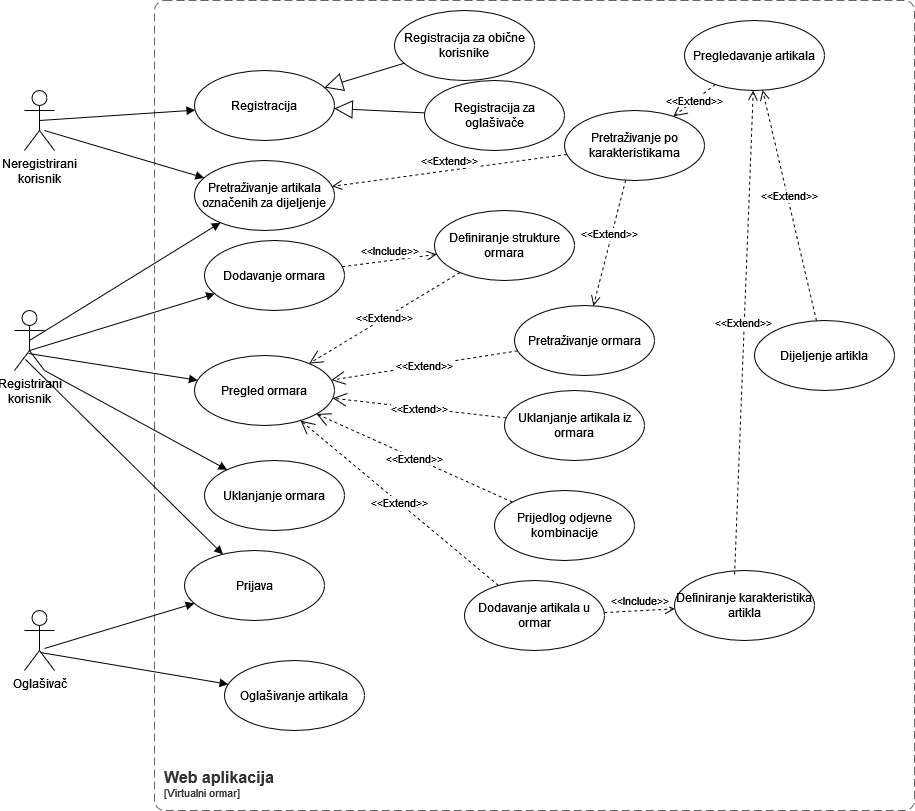 Registracija za obične
korisnike
Pregledavanje artikala
<<Extend>>
Registracija
Registracija za
oglašivače
Pretraživanje po
karakteristikama
Neregistrirani
korisnik
<<Extend>>
Pretraživanje artikala
označenih za dijeljenje
<<Extend>>
<<Extend>>
Definiranje strukture
ormara
<<Include>>
Dodavanje ormara
<<Extend>>
<<Extend>>
Pretraživanje ormara
Dijeljenje artikla
<<Extend>>
Registrirani
korisnik
Pregled ormara
<<Extend>>
Uklanjanje artikala iz
ormara
<<Extend>>
<<Extend>>
Uklanjanje ormara
<<Extend>>
Prijedlog odjevne
kombinacije
Prijava
Dodavanje artikala u
ormar
<<Include>>
Definiranje karakteristika
artikla
Oglašivač
Oglašivanje artikala
Web aplikacija
[Virtualni ormar]